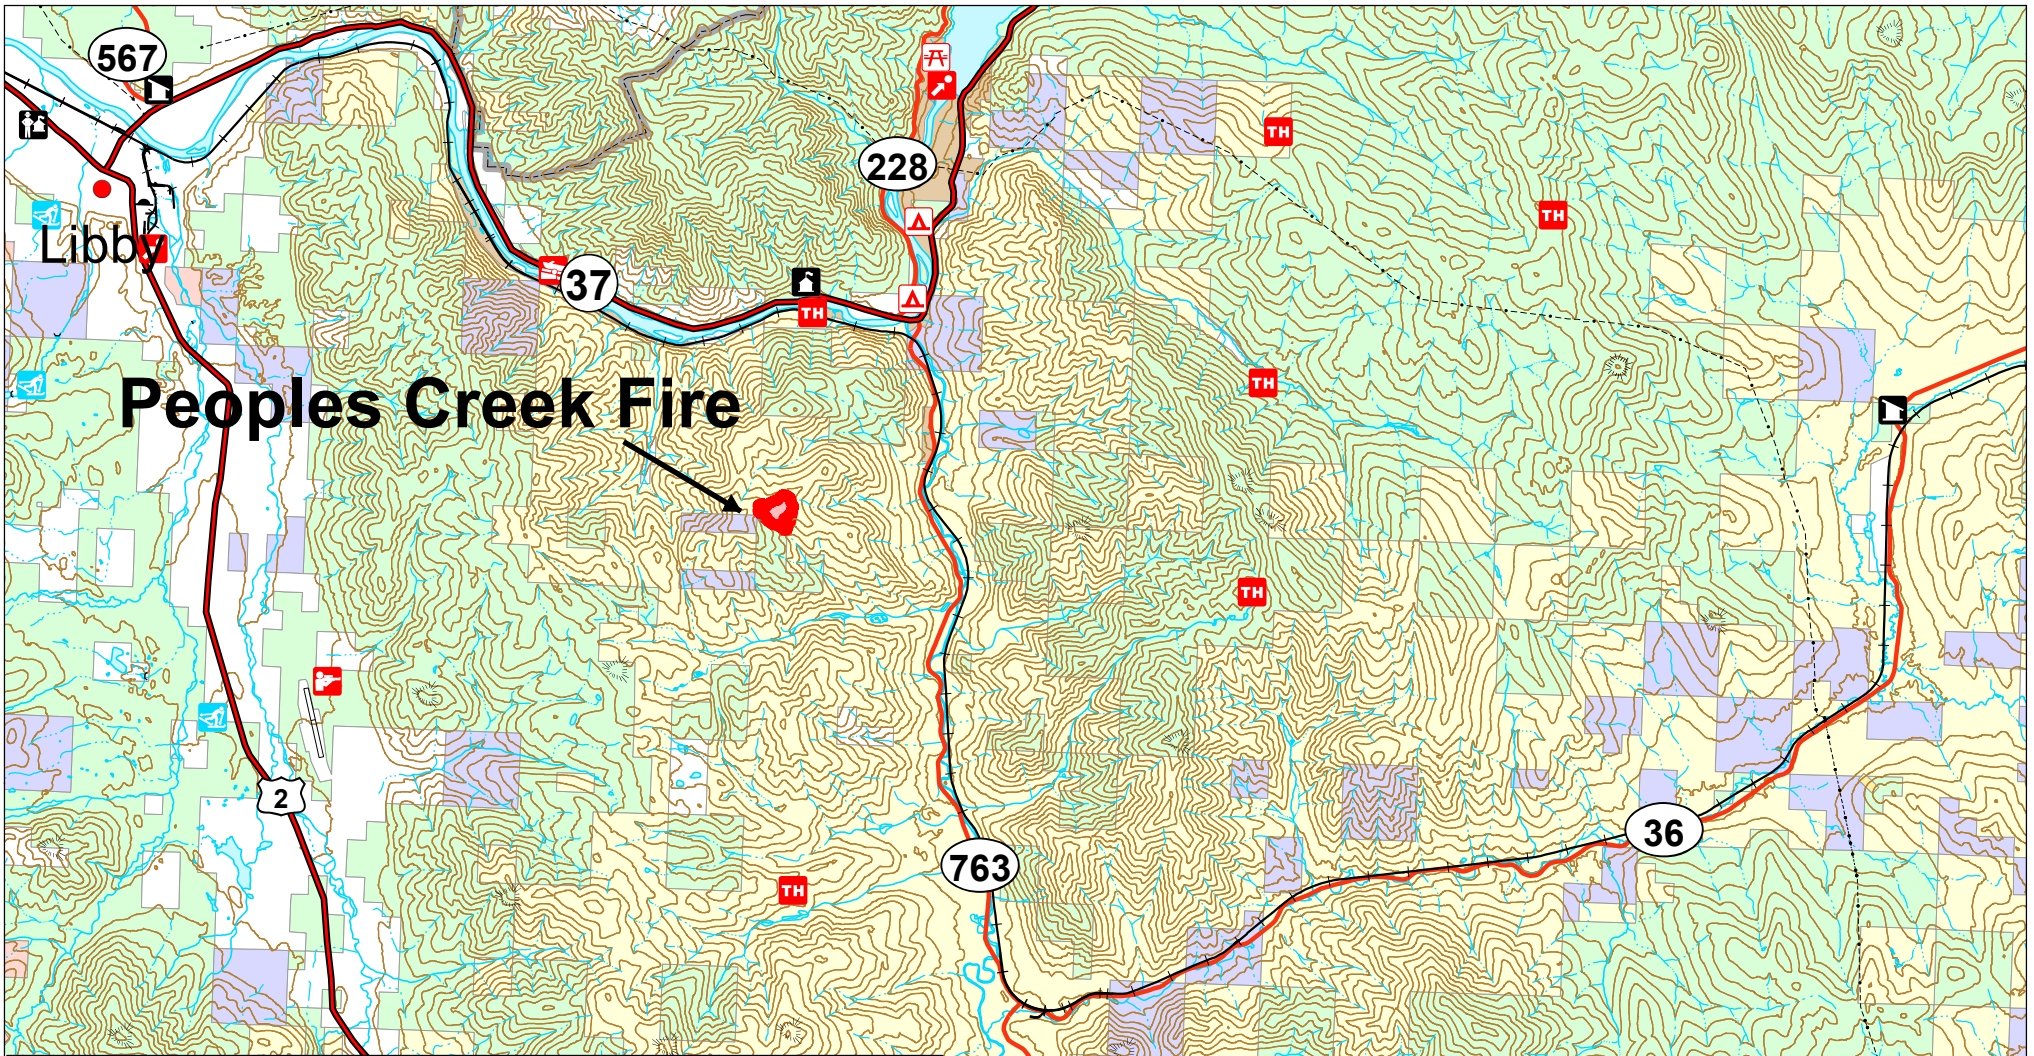 567
TH
228
TH
Libby
37
TH
TH
Peoples Creek Fire
TH
2
36
763
TH